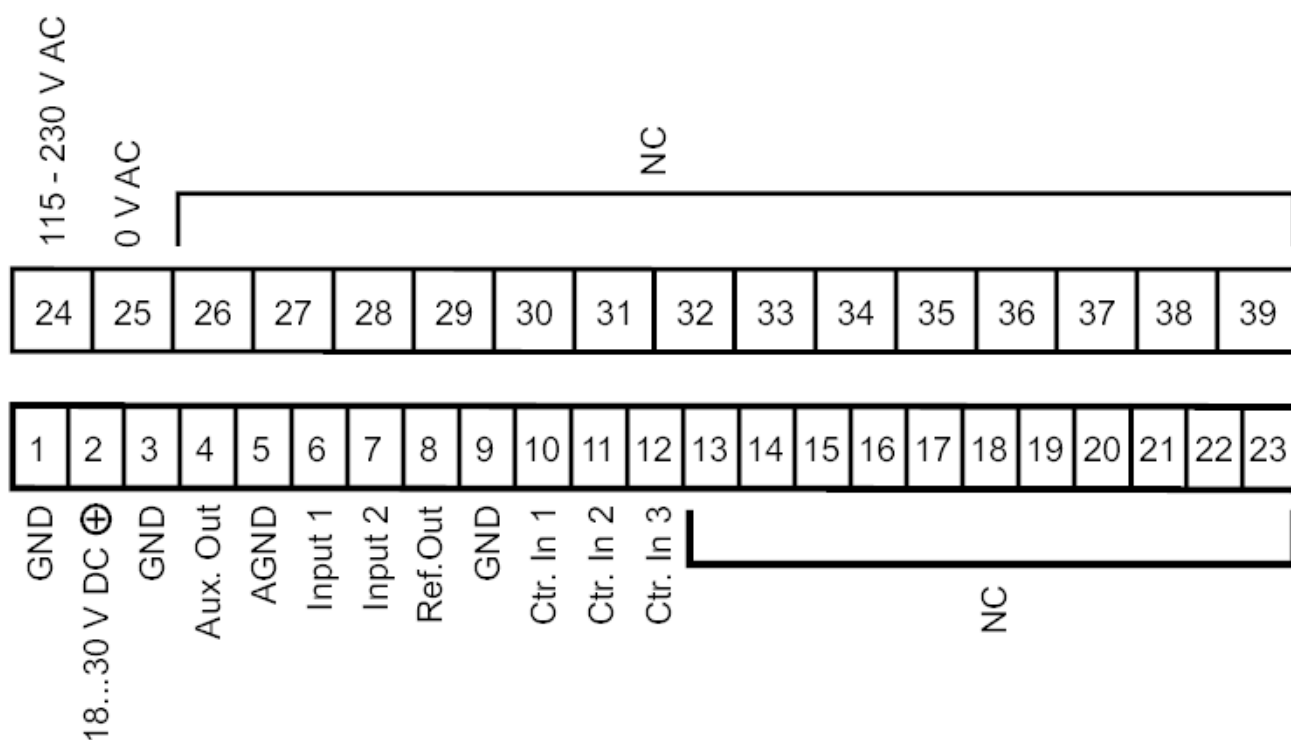 115 - 230 V AC
0 V AC
NC
24 25 26 27 28 29 30 31 32 33 34 35 36 37 38 39
1 2 3 4 5 6 7 8 9 10 11 12 13 14 15 16 17 18 19 20 21 22 23
GND
18...30 V DC ⊕
GND
Aux. Out
AGND
Input 1
Input 2
Ref.Out
GND
Ctr. In 1
Ctr. In 2
Ctr. In 3
NC